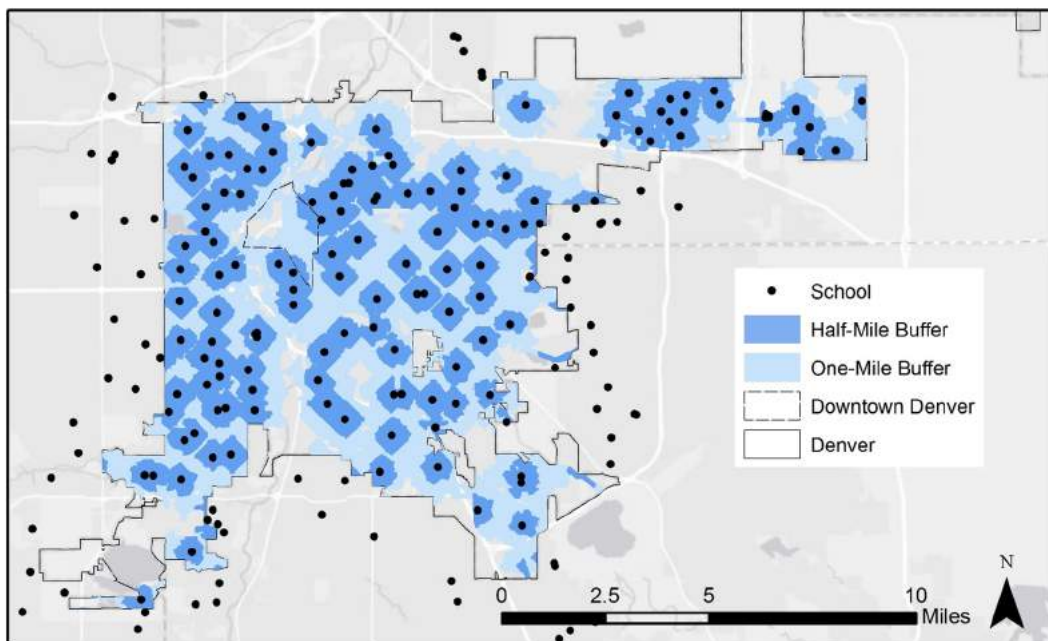 School
Half-Mile Buffer
One-Mile Buffer
Downtown Denver
Denver
N
0 2.5 5 10
Miles